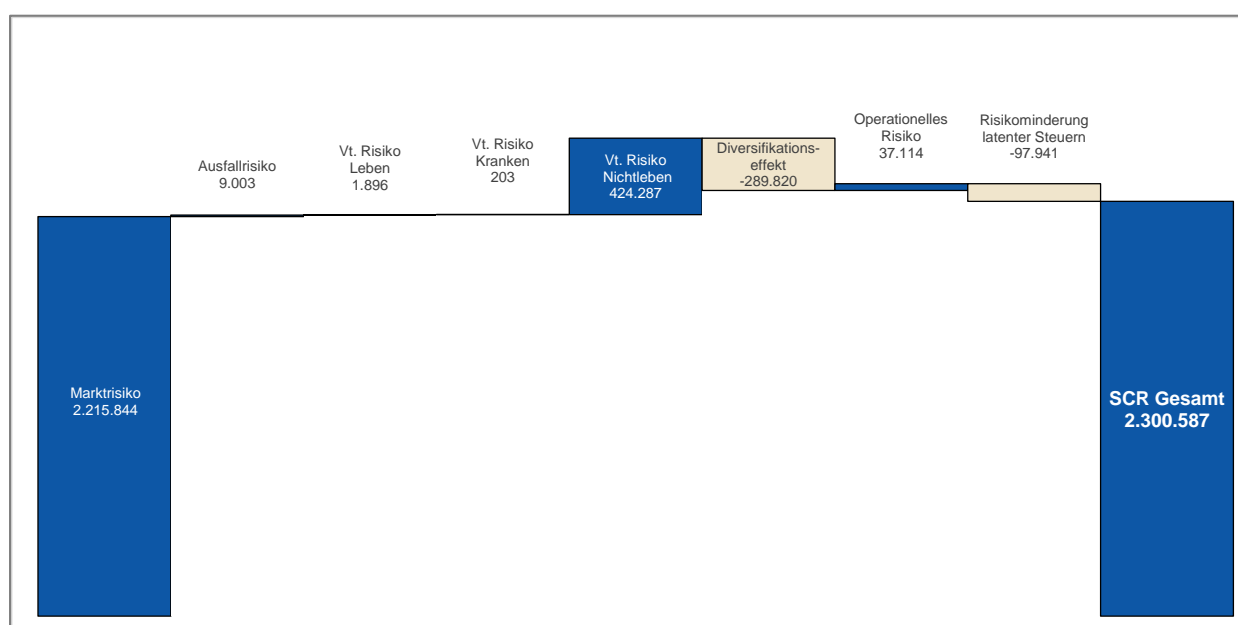 Marktrisiko
2.215.844
Ausfallrisiko
9.003
Vt. Risiko
Leben
1.896
Vt. Risiko
Kranken
203
Vt. Risiko
Nichtleben
424.287
Diversifikations-
effekt
-289.820
Operationelles
Risiko
37.114
Risikominderung
latenter Steuern
-97.941
SCR Gesamt
2.300.587